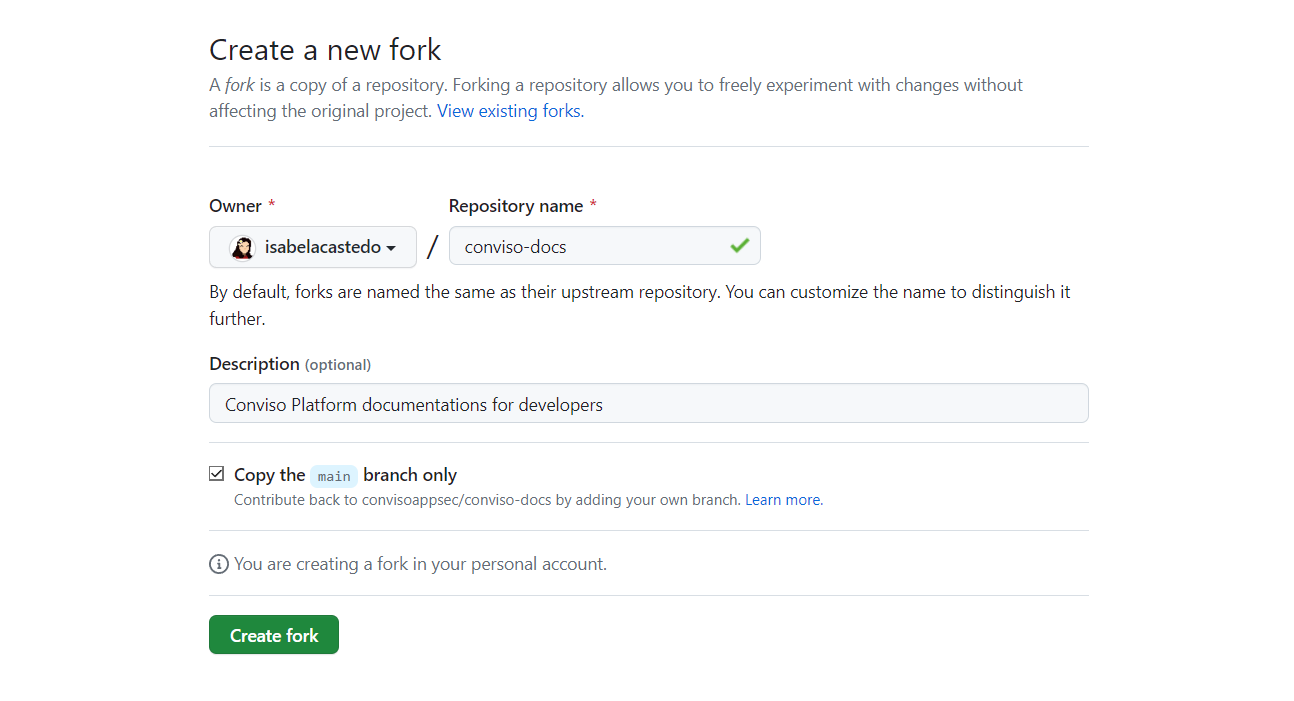 Create a new fork
A fork is a copy of a repository. Forking a repository allows you to freely experiment with changes without
affecting the original project. View existing forks.
Owner *
Repository name *
isabelacastedo
/
conviso-docs
By default, forks are named the same as their upstream repository. You can customize the name to distinguish it
further.
Description (optional)
Conviso Platform documentations for developers
Copy the main branch only
Contribute back to convisoappsec/conviso-docs by adding your own branch. Learn more.
You are creating a fork in your personal account.
Create fork